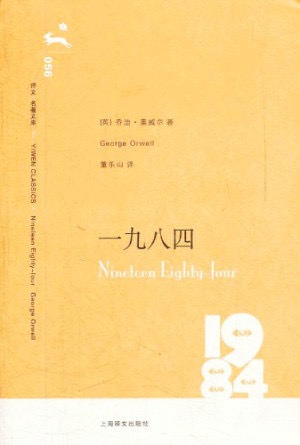 056
译文 名著文库
YIWEN CLASSICS
Nineteen Eighty-four
George Orwell
[英] 乔治·奥威尔 著
George Orwell
董乐山 译
一九八四
Nineteen Eighty-four
19
84
上海译文出版社